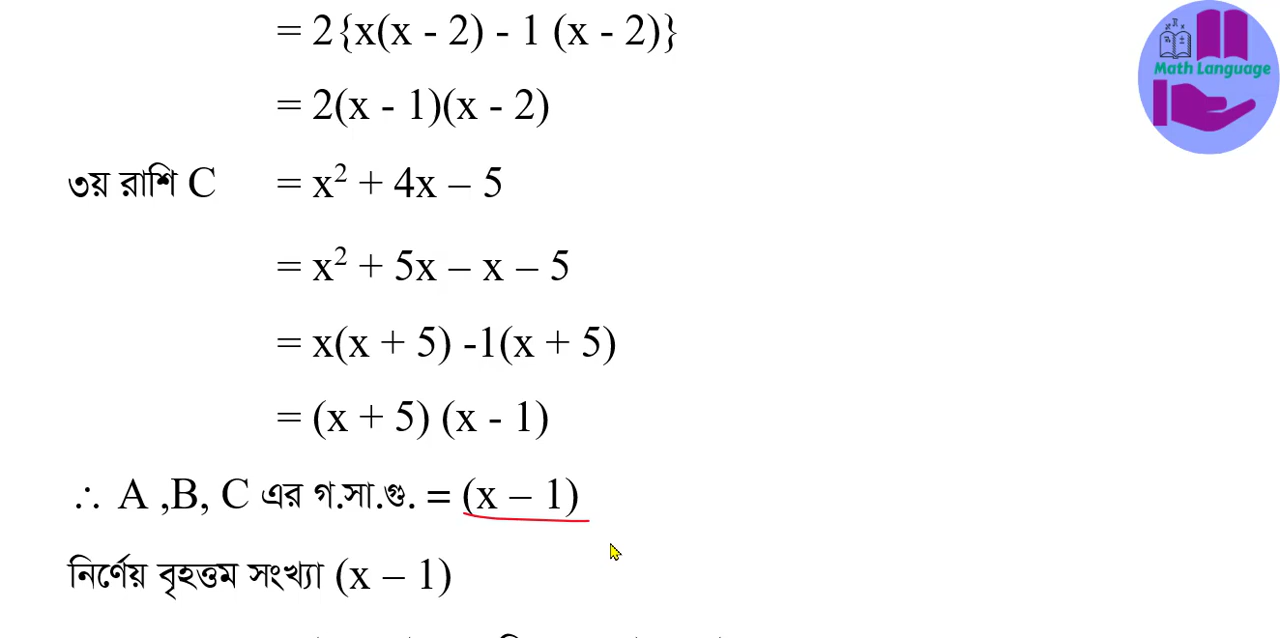 = 2{x(x - 2) - 1 (x - 2)}
= 2(x - 1)(x - 2)
৩য় রাশি C = x² + 4x – 5
= x² + 5x – x – 5
= x(x + 5) -1(x + 5)
= (x + 5) (x - 1)
∴ A ,B, C এর গ.সা.গু. = (x – 1)
নির্ণেয় বৃহত্তম সংখ্যা (x – 1)
Math Language